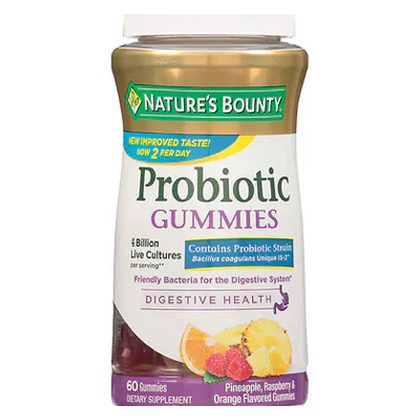 NATURE'S BOUNTY®
NEW IMPROVED TASTE!
NOW 2 PER DAY
Probiotic
GUMMIES
4 Billion
Live Cultures
per serving**
Contains Probiotic Strain
Bacillus coagulans Unique IS-2™
Friendly Bacteria for the Digestive System*
DIGESTIVE HEALTH
60 Gummies
DIETARY SUPPLEMENT
Pineapple, Raspberry &
Orange Flavored Gummies